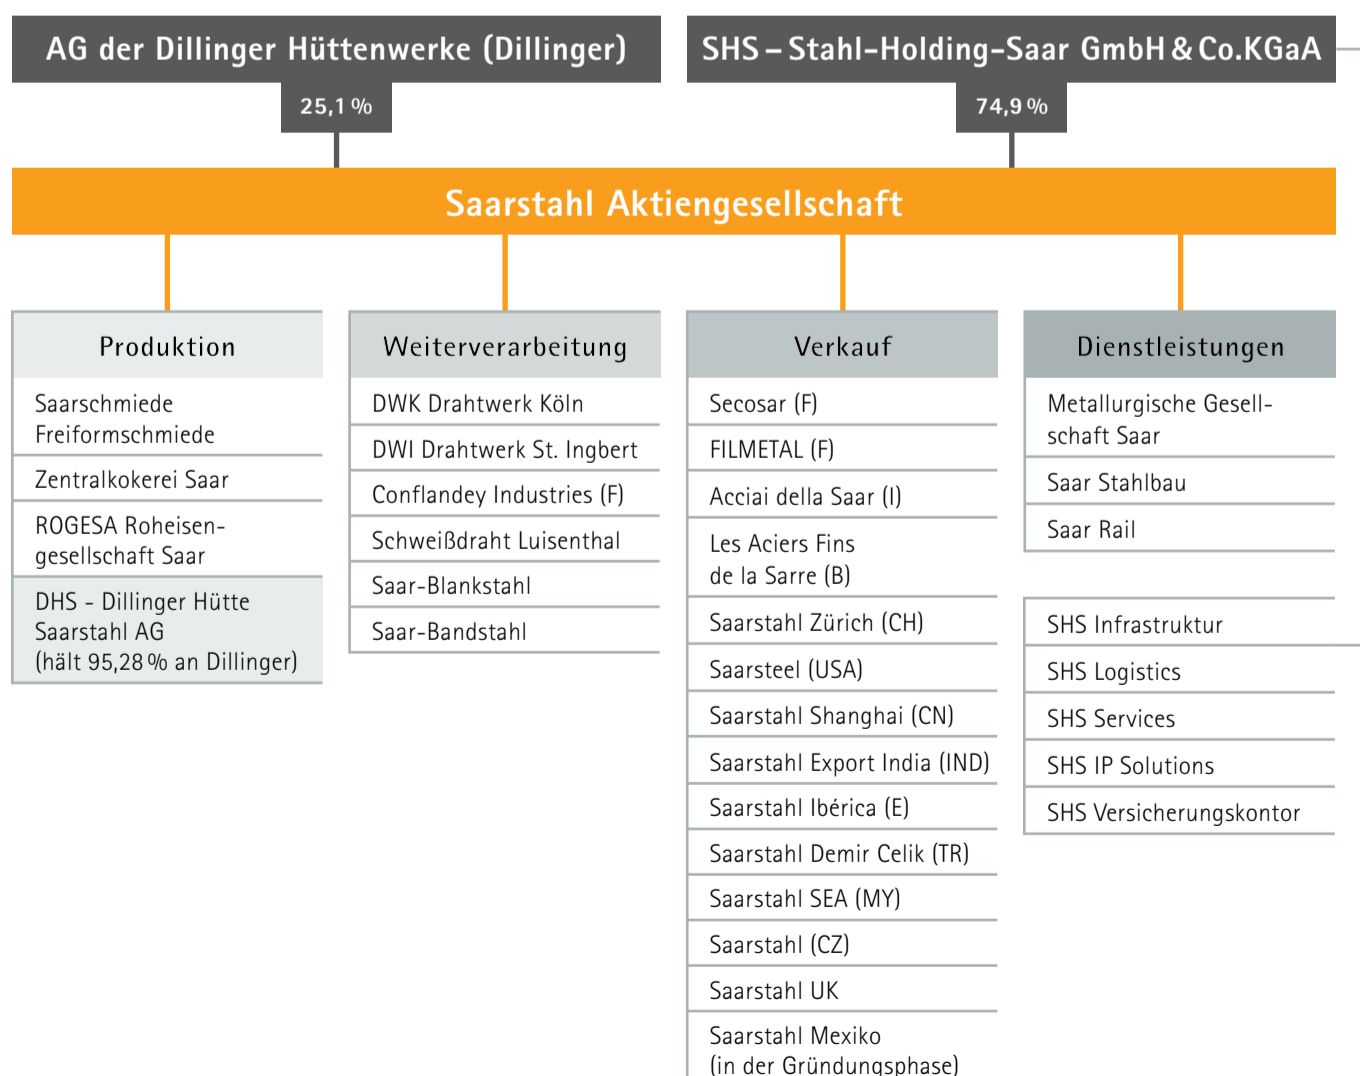 AG der Dillinger Hüttenwerke (Dillinger)
25,1 %
SHS – Stahl-Holding-Saar GmbH & Co.KGaA
74,9 %
Saarstahl Aktiengesellschaft
Produktion
Saarschmiede
Freiformschmiede
Zentralkokerei Saar
ROGESA Roheisen-
gesellschaft Saar
DHS - Dillinger Hütte
Saarstahl AG
(hält 95,28 % an Dillinger)
Weiterverarbeitung
DWK Drahtwerk Köln
DWI Drahtwerk St. Ingbert
Conflandey Industries (F)
Schweißdraht Luisenthal
Saar-Blankstahl
Saar-Bandstahl
Verkauf
Secosar (F)
FILMETAL (F)
Acciai della Saar (I)
Les Aciers Fins
de la Sarre (B)
Saarstahl Zürich (CH)
Saarsteel (USA)
Saarstahl Shanghai (CN)
Saarstahl Export India (IND)
Saarstahl Ibérica (E)
Saarstahl Demir Celik (TR)
Saarstahl SEA (MY)
Saarstahl (CZ)
Saarstahl UK
Saarstahl Mexiko
(in der Gründungsphase)
Dienstleistungen
Metallurgische Gesell-
schaft Saar
Saar Stahlbau
Saar Rail
SHS Infrastruktur
SHS Logistics
SHS Services
SHS IP Solutions
SHS Versicherungskontor